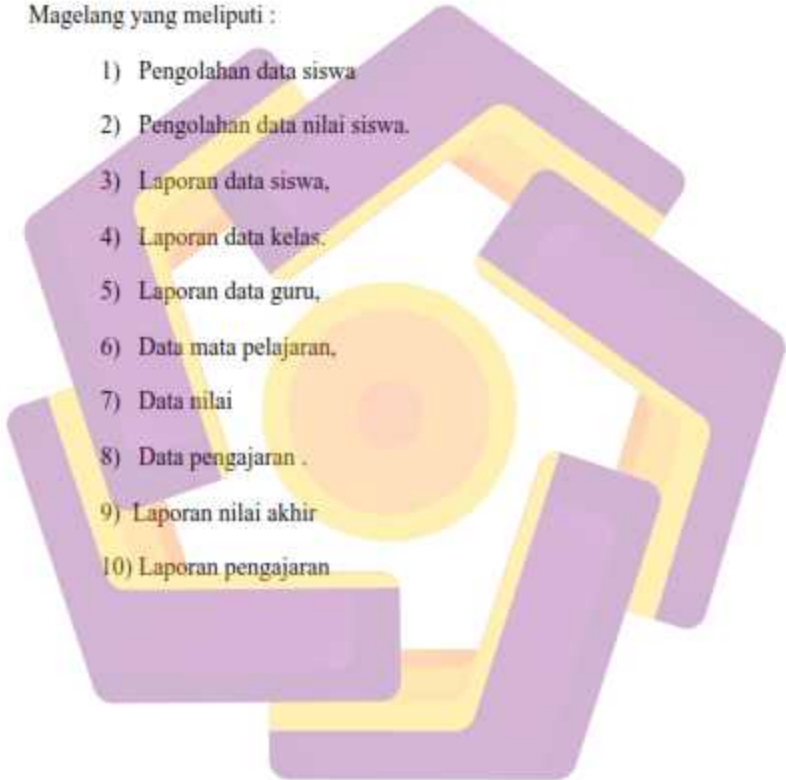 Magelang yang meliputi :
1) Pengolahan data siswa
2) Pengolahan data nilai siswa.
3) Laporan data siswa,
4) Laporan data kelas.
5) Laporan data guru,
6) Data mata pelajaran,
7) Data nilai
8) Data pengajaran .
9) Laporan nilai akhir
10) Laporan pengajaran